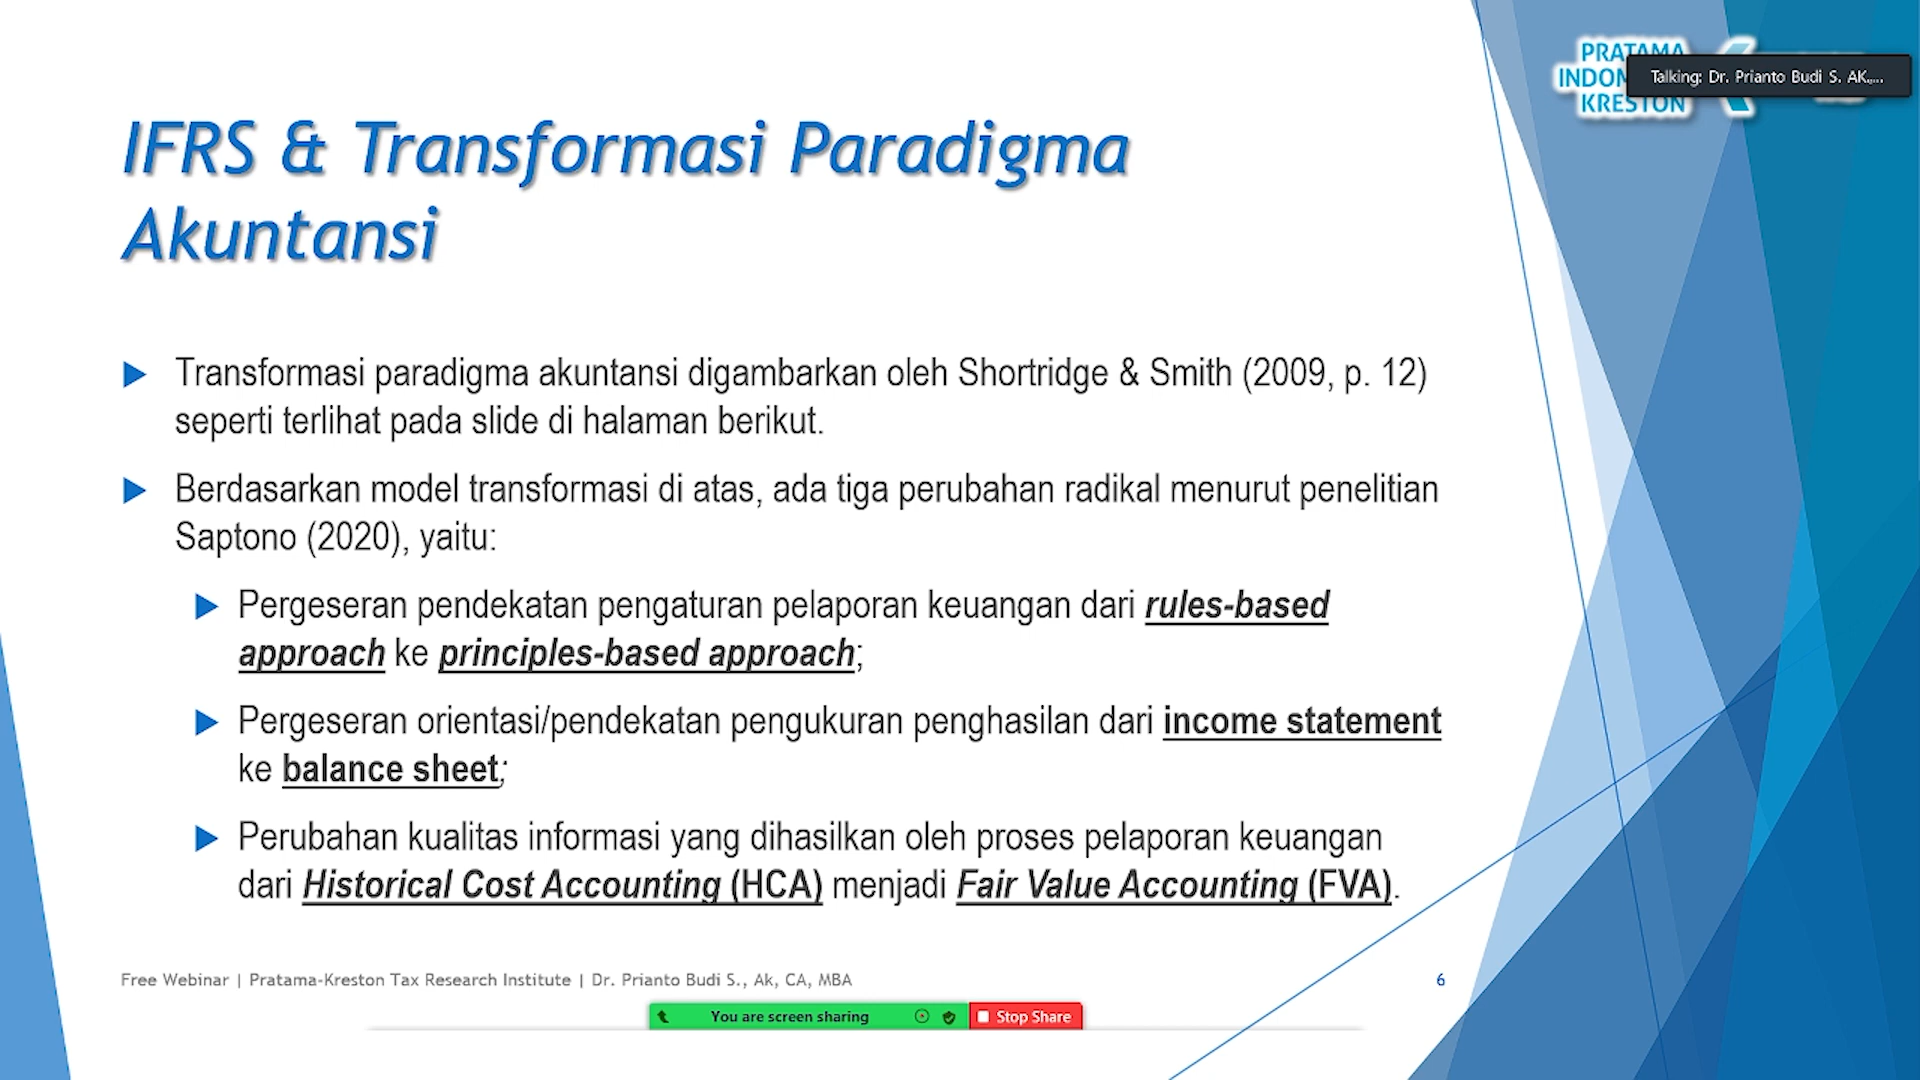 PRATAMA
INDON
KRESTON
Talking: Dr. Prianto Budi S. AK,...
IFRS & Transformasi Paradigma
Akuntansi
Transformasi paradigma akuntansi digambarkan oleh Shortridge & Smith (2009, p. 12)
seperti terlihat pada slide di halaman berikut.
Berdasarkan model transformasi di atas, ada tiga perubahan radikal menurut penelitian
Saptono (2020), yaitu:
Pergeseran pendekatan pengaturan pelaporan keuangan dari rules-based
approach ke principles-based approach;
Pergeseran orientasi/pendekatan pengukuran penghasilan dari income statement
ke balance sheet;
Perubahan kualitas informasi yang dihasilkan oleh proses pelaporan keuangan
dari Historical Cost Accounting (HCA) menjadi Fair Value Accounting (FVA).
Free Webinar | Pratama-Kreston Tax Research Institute | Dr. Prianto Budi S., Ak, CA, MBA
6
You are screen sharing
Stop Share